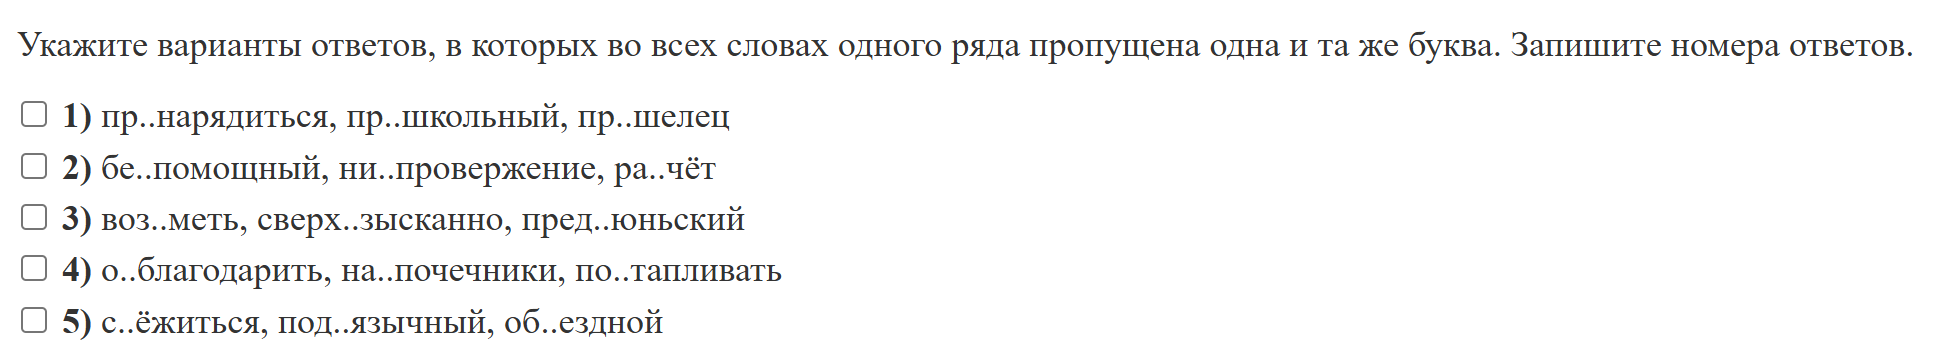 Укажите варианты ответов, в которых во всех словах одного ряда пропущена одна и та же буква. Запишите номера ответов.
1) пр..нарядиться, пр..школьный, пр..шелец
2) бе..помощный, ни..провержение, ра..чёт
3) воз..меть, сверх..зысканно, пред..юньский
4) о..благодарить, на..почечники, по..тапливать
5) с..ёжиться, под..язычный, об..ездной